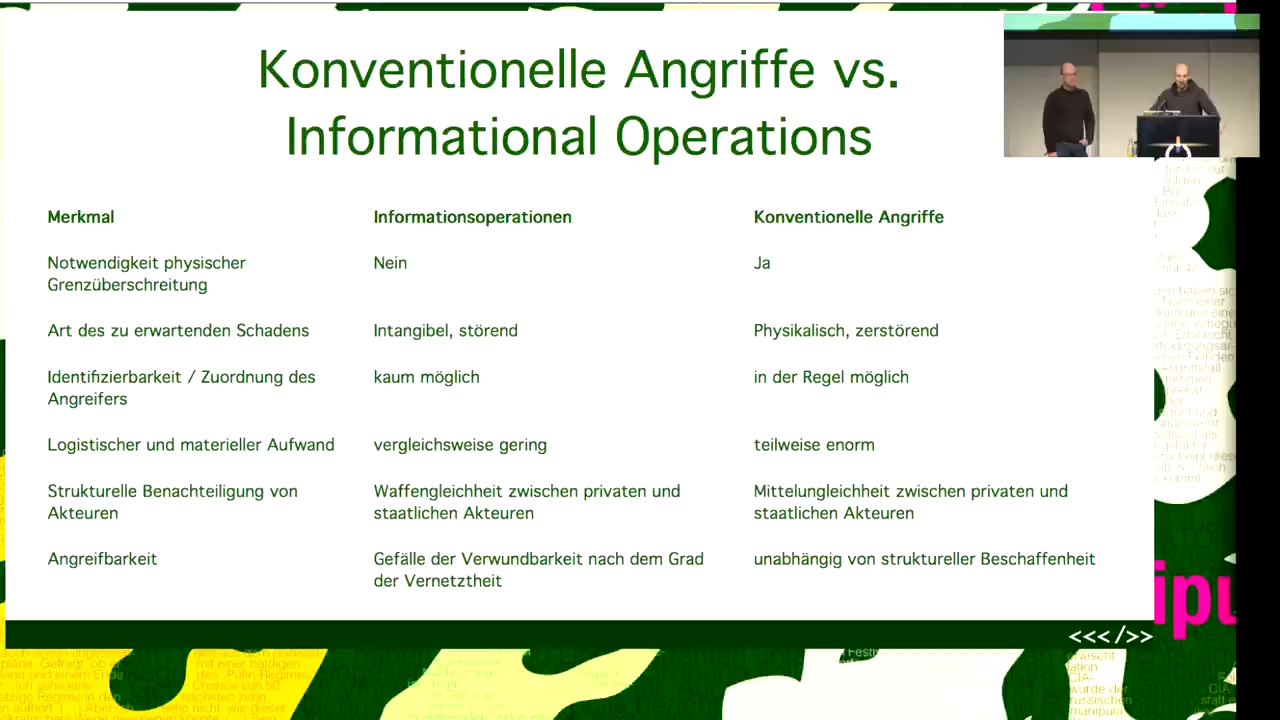 Konventionelle Angriffe vs.
Informational Operations
Merkmal Informationsoperationen Konventionelle Angriffe
Notwendigkeit physischer Grenzüberschreitung Nein Ja
Art des zu erwartenden Schadens Intangibel, störend Physikalisch, zerstörend
Identifizierbarkeit / Zuordnung des Angreifers kaum möglich in der Regel möglich
Logistischer und materieller Aufwand vergleichsweise gering teilweise enorm
Strukturelle Benachteiligung von Akteuren Waffengleichheit zwischen privaten und staatlichen Akteuren Mittelungleichheit zwischen privaten und staatlichen Akteuren
Angreifbarkeit Gefälle der Verwundbarkeit nach dem Grad der Vernetztheit unabhängig von struktureller Beschaffenheit
<<</>>
ipu